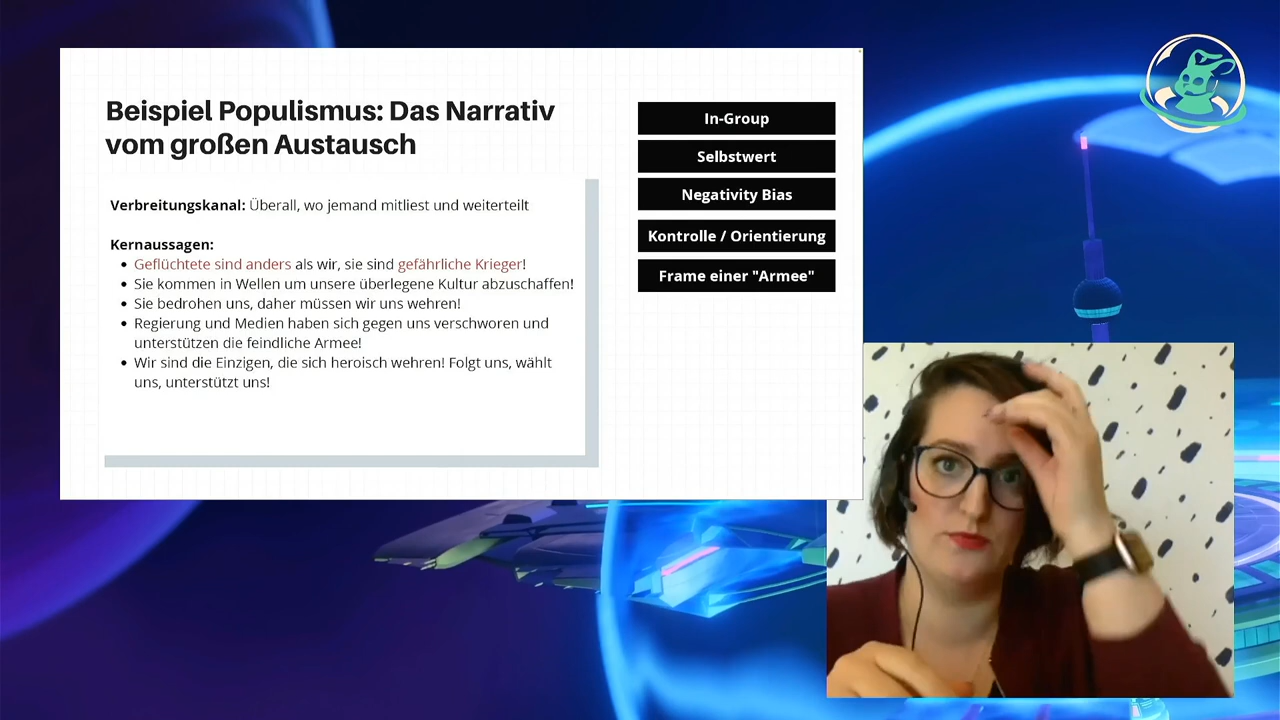 Beispiel Populismus: Das Narrativ
vom großen Austausch
Verbreitungskanal: Überall, wo jemand mitliest und weiterteilt
Kernaussagen:
Geflüchtete sind anders als wir, sie sind gefährliche Krieger!
Sie kommen in Wellen um unsere überlegene Kultur abzuschaffen!
Sie bedrohen uns, daher müssen wir uns wehren!
Regierung und Medien haben sich gegen uns verschworen und
unterstützen die feindliche Armee!
Wir sind die Einzigen, die sich heroisch wehren! Folgt uns, wählt
uns, unterstützt uns!
In-Group
Selbstwert
Negativity Bias
Kontrolle / Orientierung
Frame einer "Armee"